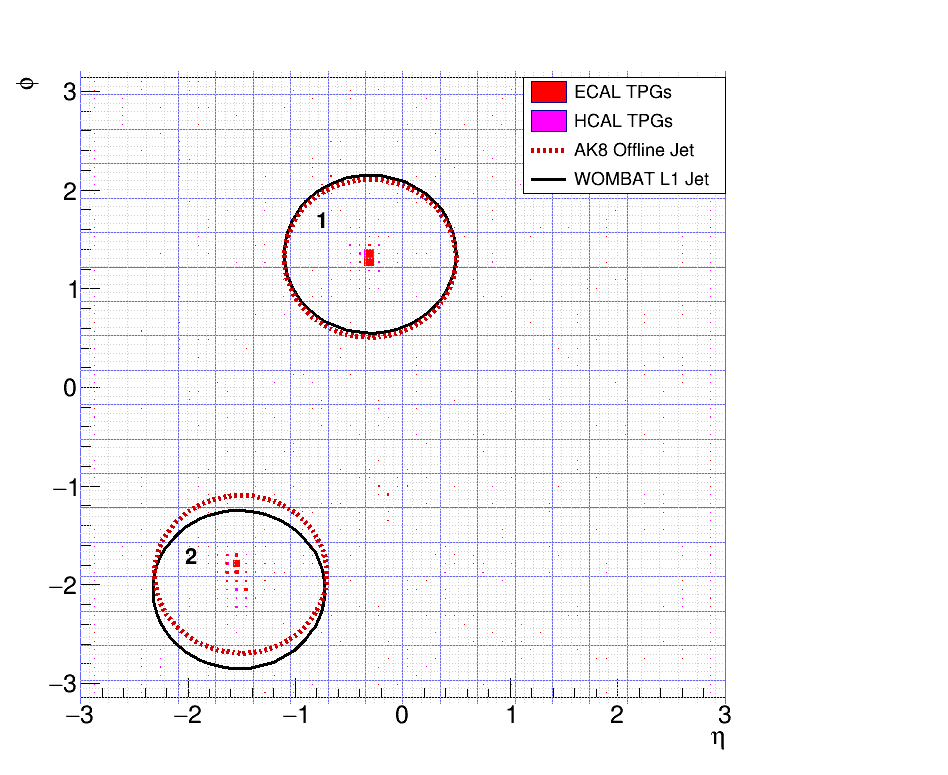 ϕ
3
2
1
0
−1
−2
−3
ECAL TPGs
HCAL TPGs
AK8 Offline Jet
WOMBAT L1 Jet
1
2
−3 −2 −1 0 1 2 3
η